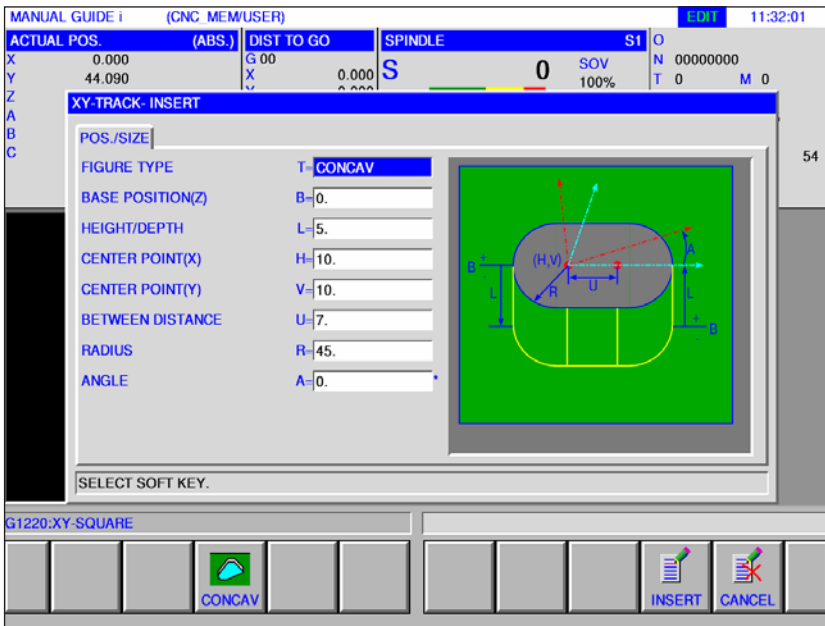 MANUAL GUIDE i (CNC_MEM/USER) EDIT 11:32:01
ACTUAL POS. (ABS.) DIST TO GO SPINDLE S1 O
X 0.000 G 00 S 0 SOV N 00000000
Y 44.090 X 0.000 100% T 0 M 0
Z
XY-TRACK- INSERT
A
B POS./SIZE
C 54
FIGURE TYPE T= CONCAV
BASE POSITION(Z) B= 0.
HEIGHT/DEPTH L= 5.
CENTER POINT(X) H= 10.
CENTER POINT(Y) V= 10.
BETWEEN DISTANCE U= 7.
RADIUS R= 45.
ANGLE A= 0. *
A
B + - (H,V)
L R U L
+ - B
SELECT SOFT KEY.
G1220:XY-SQUARE
CONCAV INSERT CANCEL